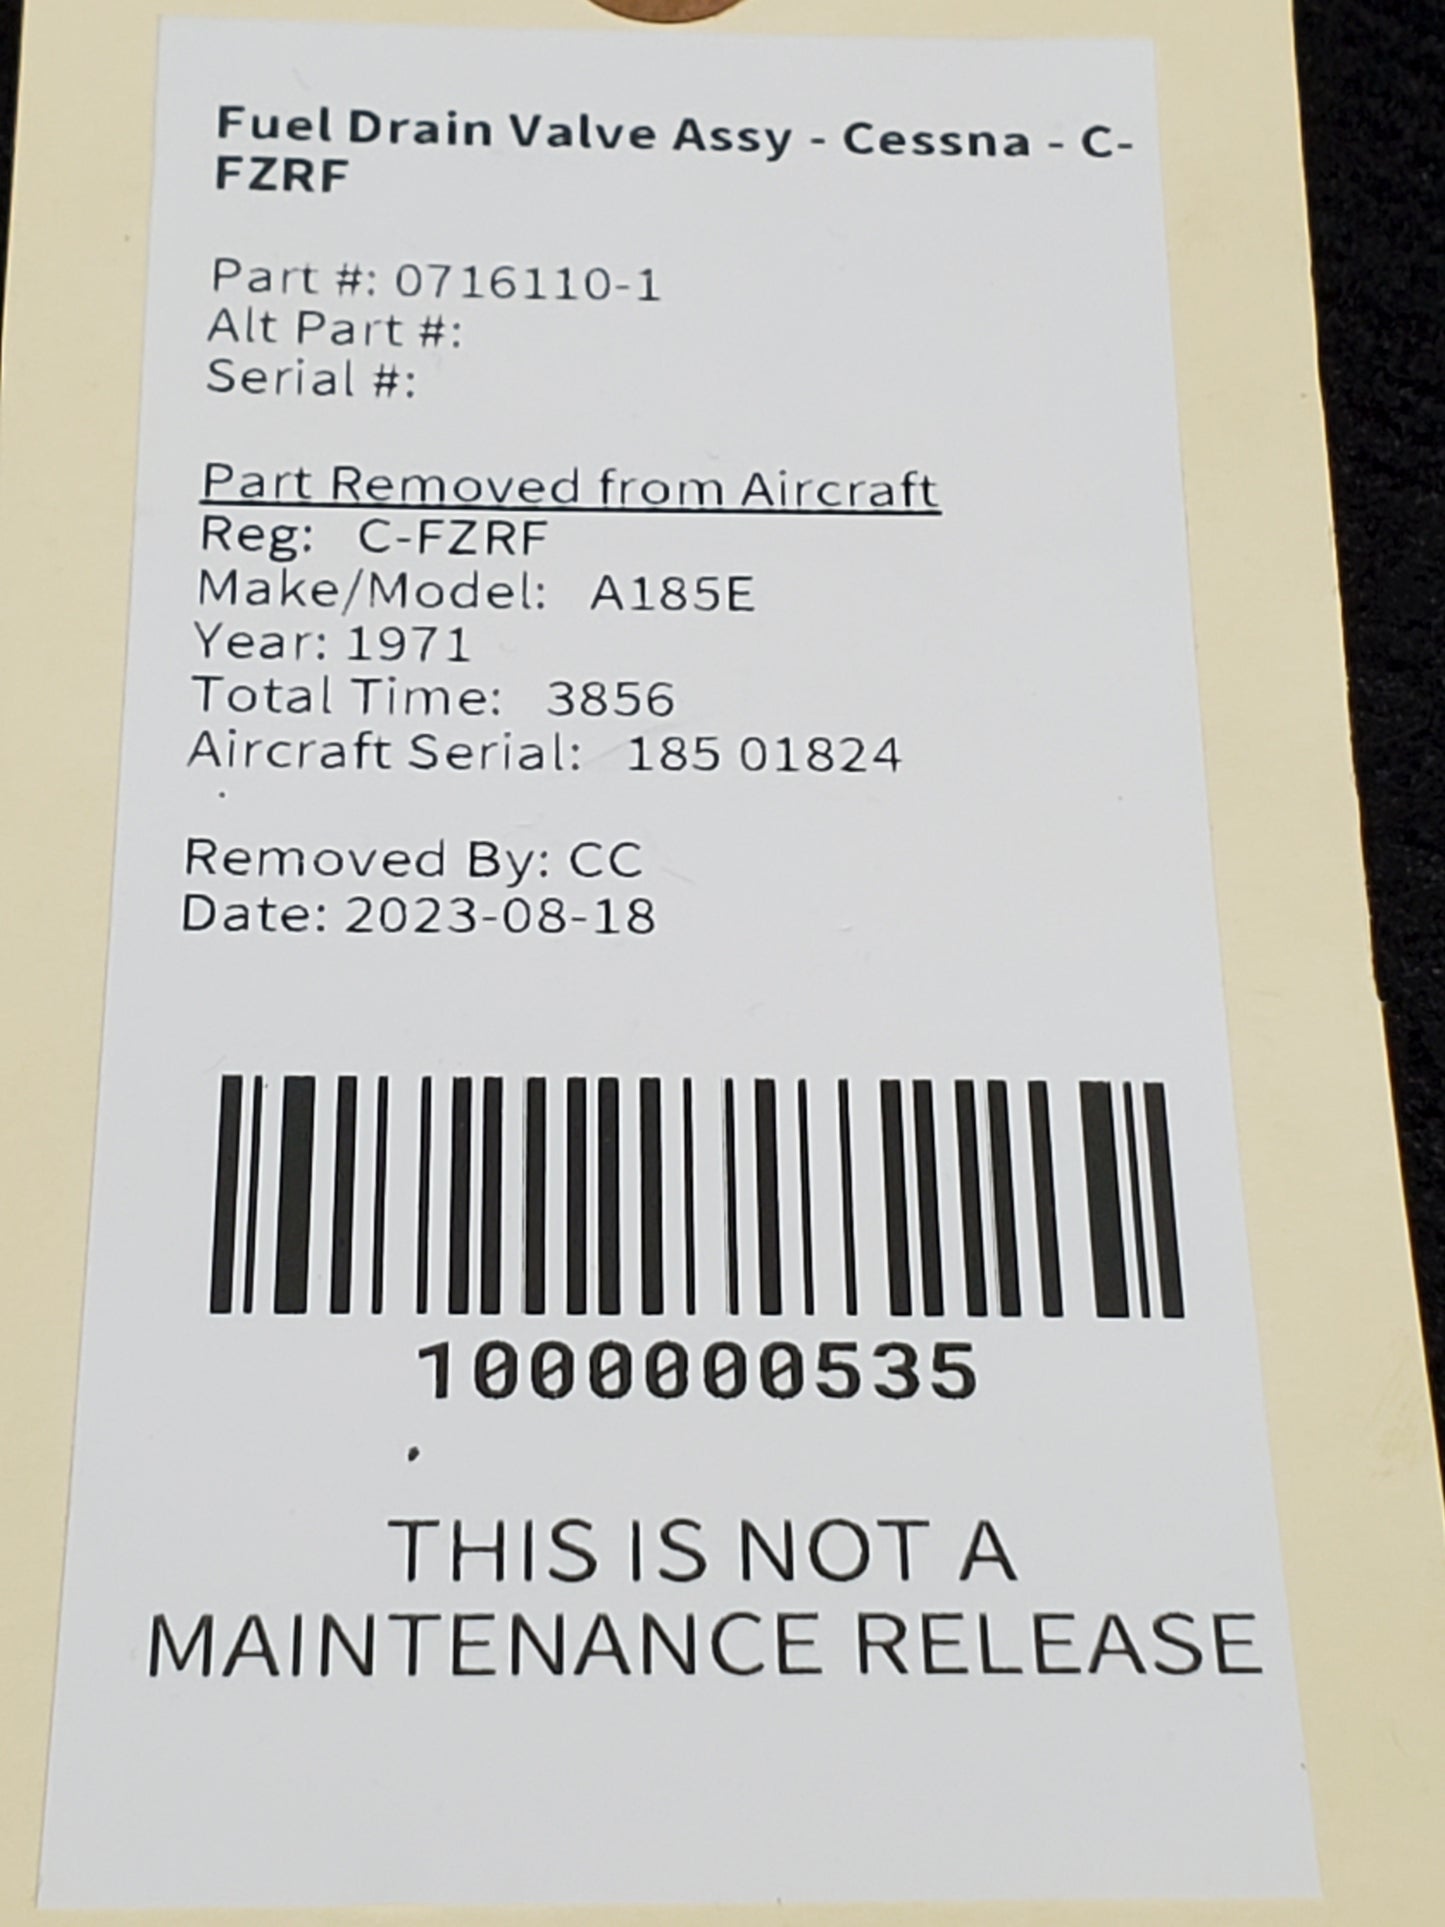 Fuel Drain Valve Assy - Cessna - C-
FZRF
Part #: 0716110-1
Alt Part #:
Serial #:
Part Removed from Aircraft
Reg: C-FZRF
Make/Model: A185E
Year: 1971
Total Time: 3856
Aircraft Serial: 185 01824
Removed By: CC
Date: 2023-08-18
1000000535
THIS IS NOT A
MAINTENANCE RELEASE